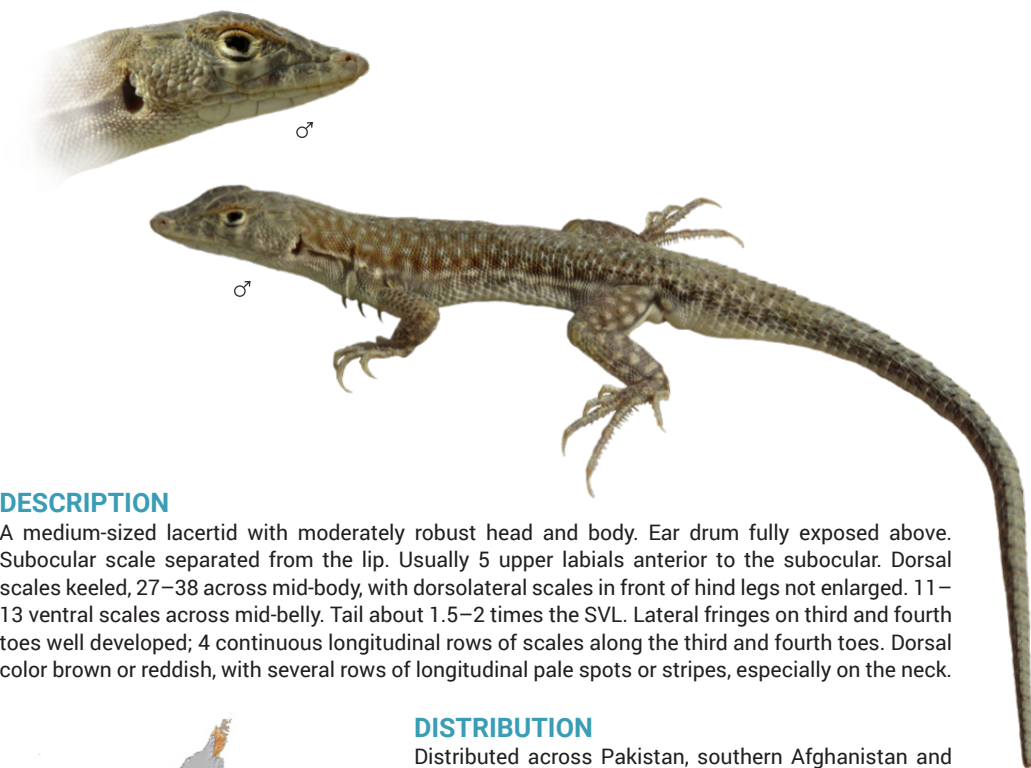 ♂
♂
DESCRIPTION
A medium-sized lacertid with moderately robust head and body. Ear drum fully exposed above.
Subocular scale separated from the lip. Usually 5 upper labials anterior to the subocular. Dorsal
scales keeled, 27–38 across mid-body, with dorsolateral scales in front of hind legs not enlarged. 11–
13 ventral scales across mid-belly. Tail about 1.5–2 times the SVL. Lateral fringes on third and fourth
toes well developed; 4 continuous longitudinal rows of scales along the third and fourth toes. Dorsal
color brown or reddish, with several rows of longitudinal pale spots or stripes, especially on the neck.
DISTRIBUTION
Distributed across Pakistan, southern Afghanistan and